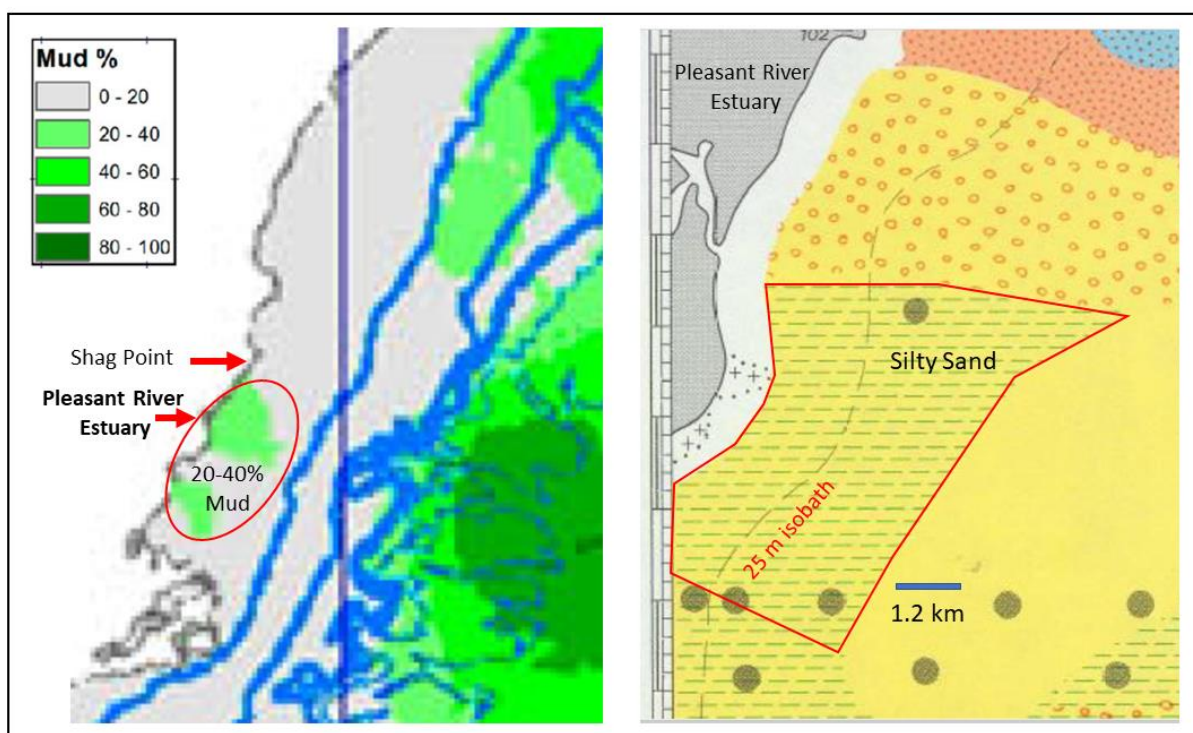 Mud %
0 - 20
20 - 40
40 - 60
60 - 80
80 - 100
Shag Point
Pleasant River
Estuary
20-40%
Mud
102
Pleasant River
Estuary
Silty Sand
25 m isobath
1.2 km